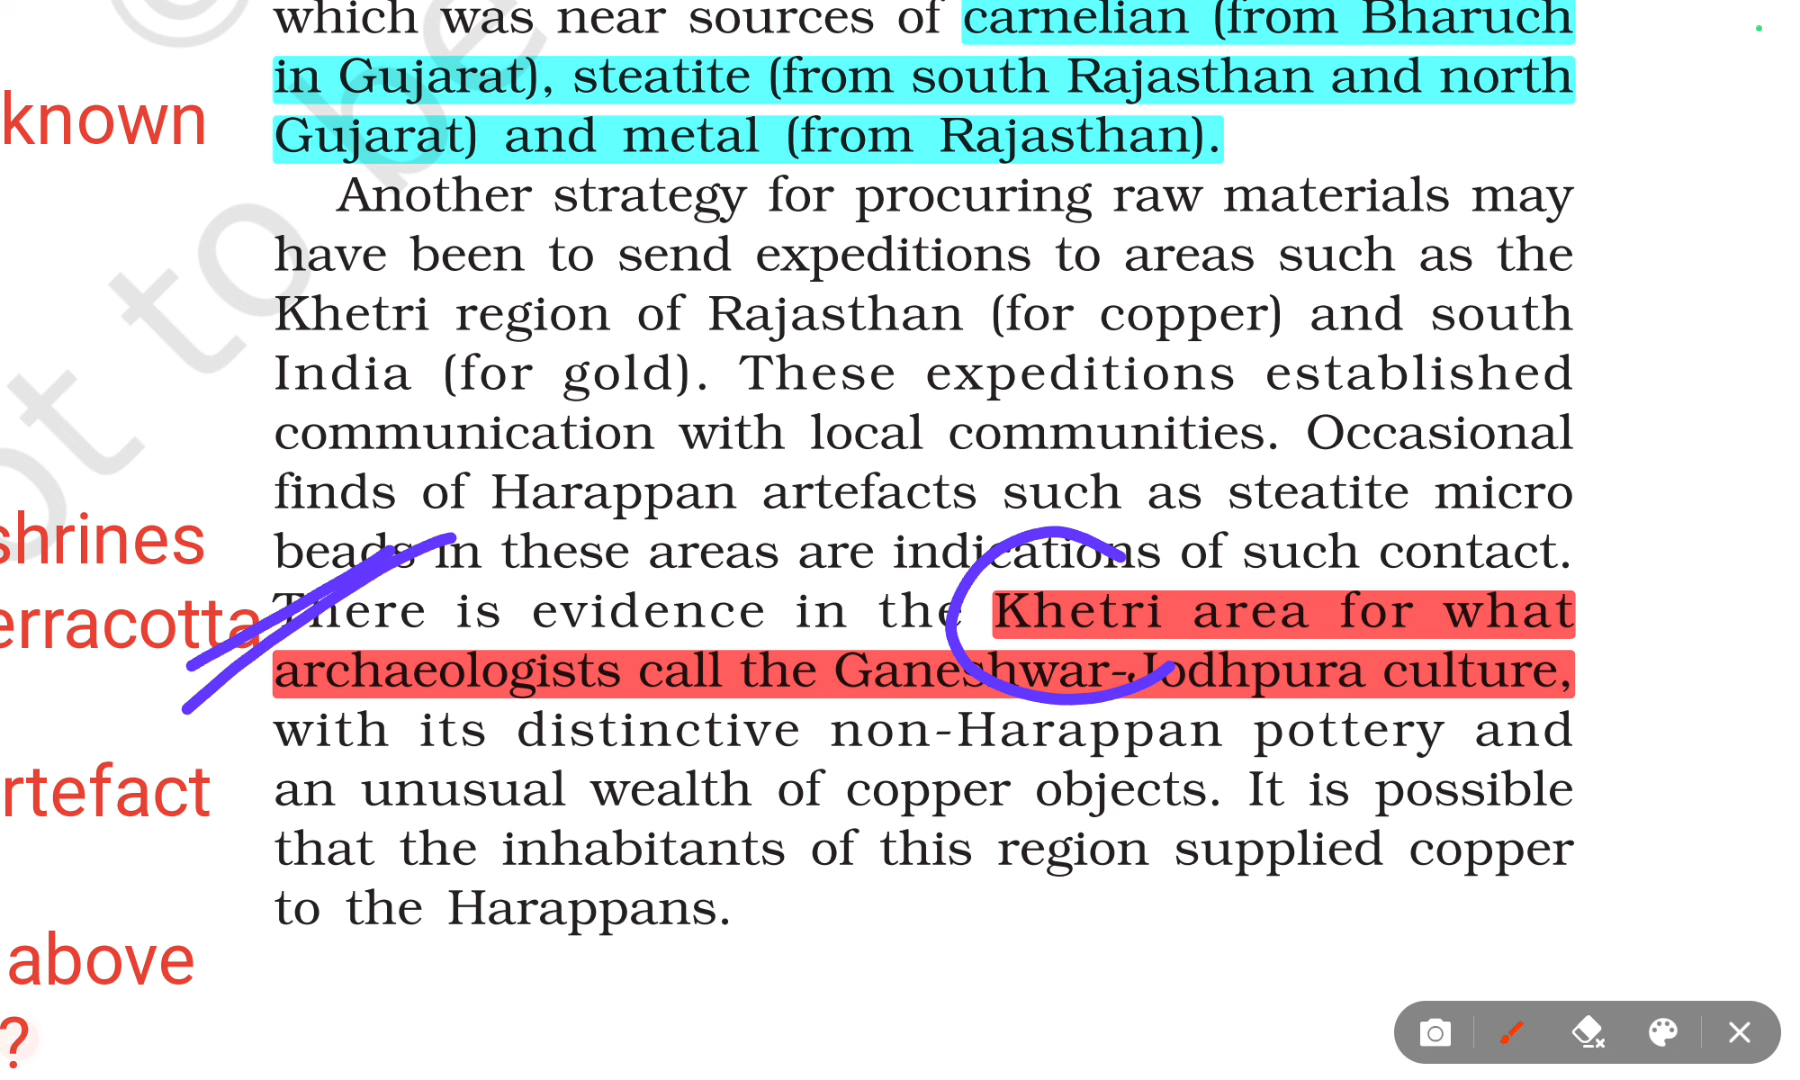 which was near sources of carnelian (from Bharuch
in Gujarat), steatite (from south Rajasthan and north
Gujarat) and metal (from Rajasthan).
Another strategy for procuring raw materials may
have been to send expeditions to areas such as the
Khetri region of Rajasthan (for copper) and south
India (for gold). These expeditions established
communication with local communities. Occasional
finds of Harappan artefacts such as steatite micro
beads in these areas are indications of such contact.
There is evidence in the Khetri area for what
archaeologists call the Ganeshwar-Jodhpura culture,
with its distinctive non-Harappan pottery and
an unusual wealth of copper objects. It is possible
that the inhabitants of this region supplied copper
to the Harappans.
known
shrines
erracotta
rtefact
above
?
©
ot to be